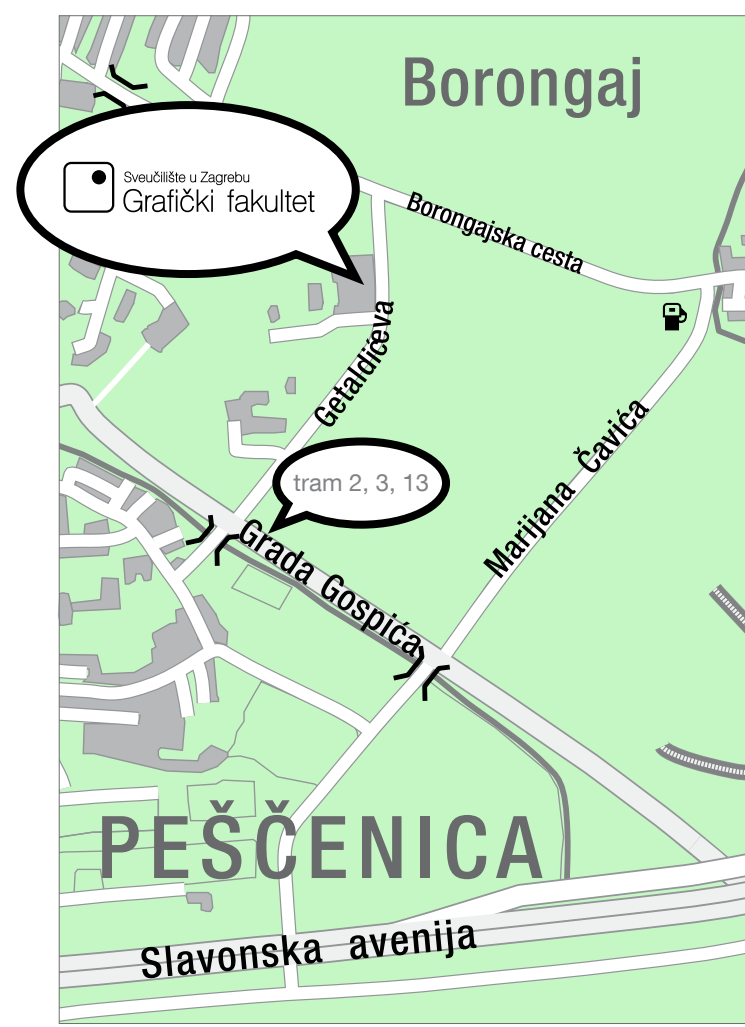 Borongaj
Sveučilište u Zagrebu
Grafički fakultet
Borongajska cesta
Getaldićeva
Marijana Čavića
tram 2, 3, 13
Grada Gospića
PEŠČENICA
Slavonska avenija